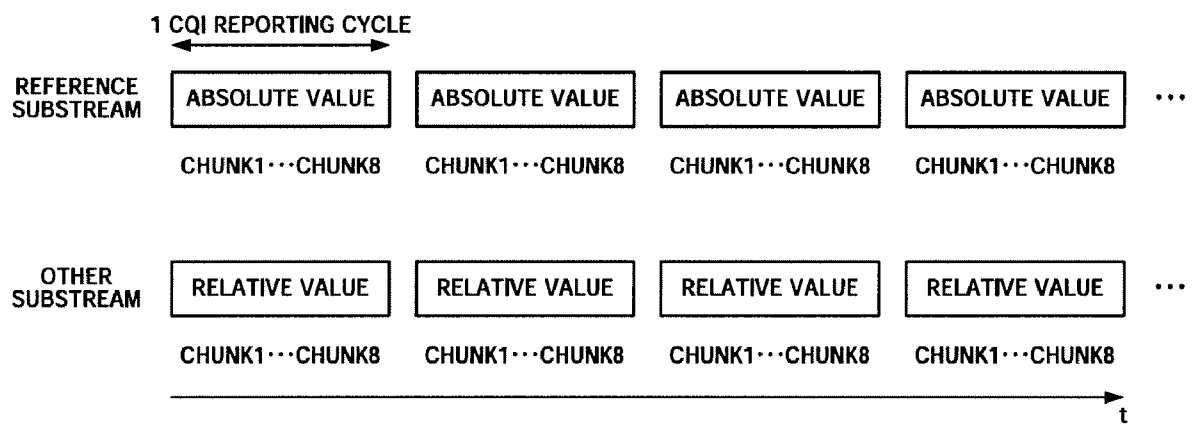 1 CQI REPORTING CYCLE
REFERENCE
SUBSTREAM
ABSOLUTE VALUE ABSOLUTE VALUE ABSOLUTE VALUE ABSOLUTE VALUE ···
CHUNK1···CHUNK8 CHUNK1···CHUNK8 CHUNK1···CHUNK8 CHUNK1···CHUNK8
OTHER
SUBSTREAM
RELATIVE VALUE RELATIVE VALUE RELATIVE VALUE RELATIVE VALUE ···
CHUNK1···CHUNK8 CHUNK1···CHUNK8 CHUNK1···CHUNK8 CHUNK1···CHUNK8
t